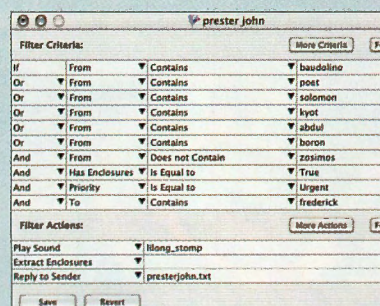 prester john
Filter Criteria: More Criteria
If From Contains baudolino
Or From Contains poet
Or From Contains solomon
Or From Contains kyot
Or From Contains abdul
Or From Contains boron
And From Does not Contain zosimos
And Has Enclosures Is Equal to True
And Priority Is Equal to Urgent
And To Contains frederick
Filter Actions: More Actions
Play Sound lilong_stomp
Extract Enclosures
Reply to Sender presterjohn.txt
Save Revert